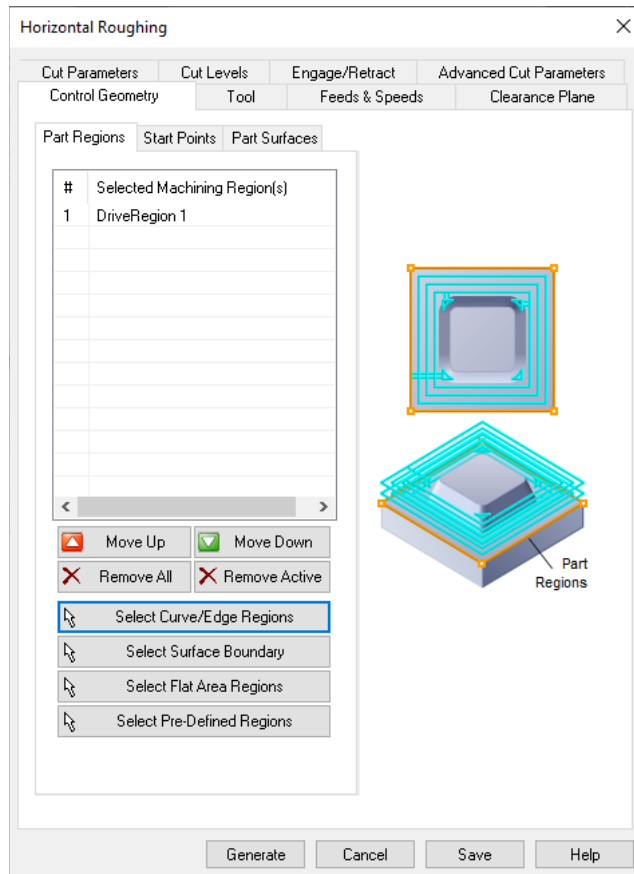 Horizontal Roughing
Cut Parameters Cut Levels Engage/Retract Advanced Cut Parameters
Control Geometry Tool Feeds & Speeds Clearance Plane
Part Regions Start Points Part Surfaces
# Selected Machining Region(s)
1 DriveRegion 1
Move Up Move Down
Remove All Remove Active
Select Curve/Edge Regions
Select Surface Boundary
Select Flat Area Regions
Select Pre-Defined Regions
Part
Regions
Generate Cancel Save Help